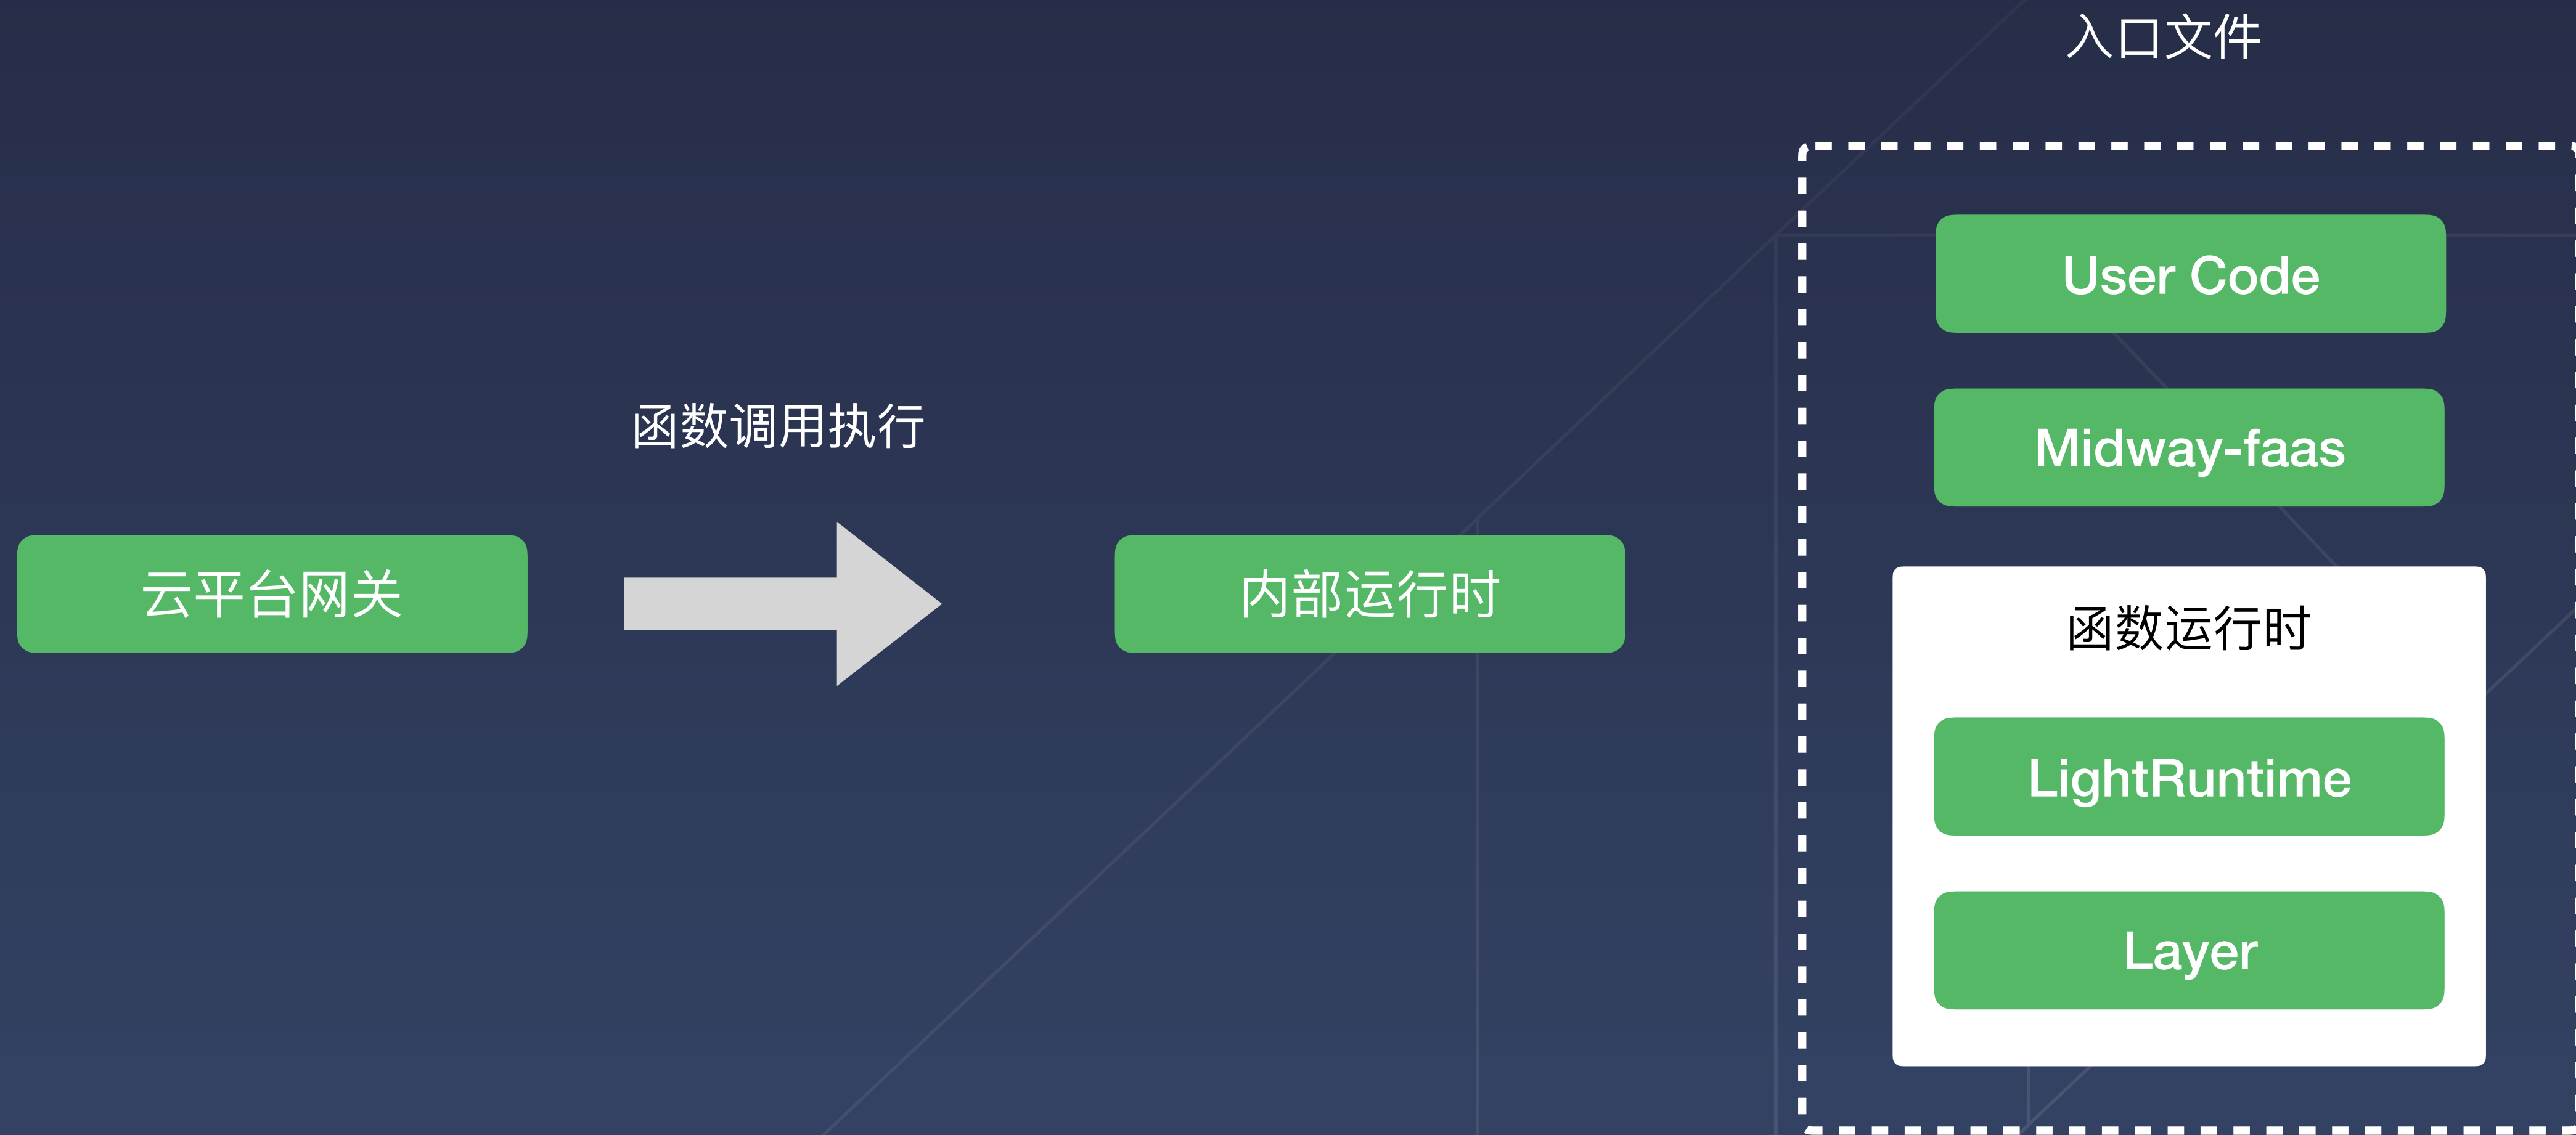 入口文件
User Code
Midway-faas
函数调用执行
云平台网关
内部运行时
函数运行时
LightRuntime
Layer